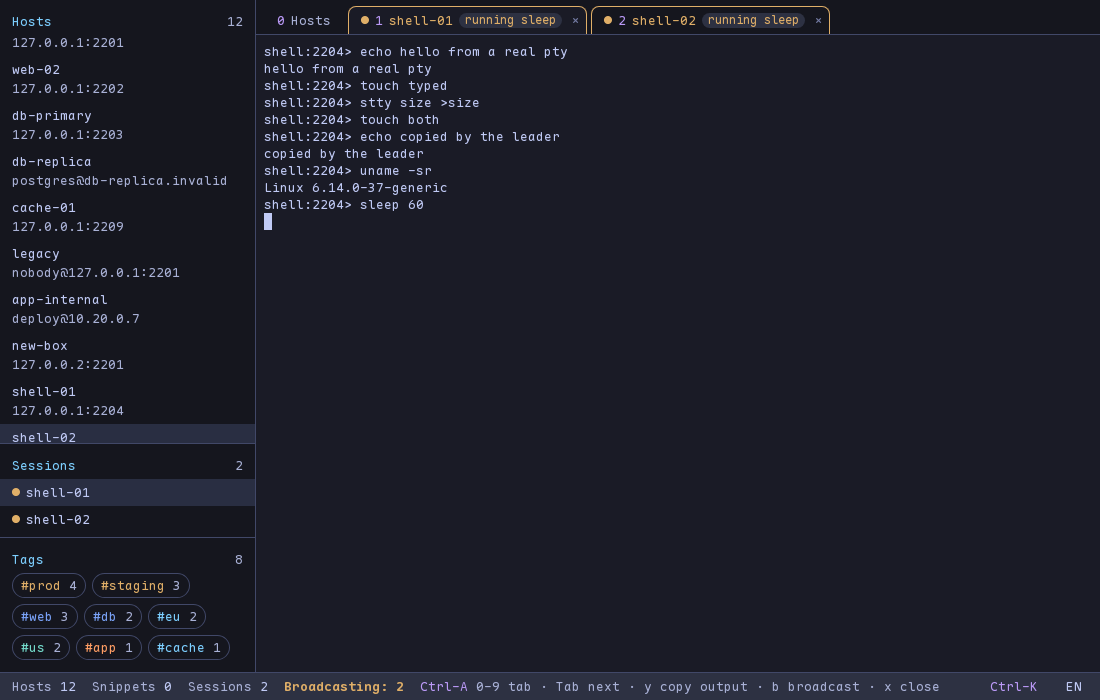 Hosts 12
127.0.0.1:2201
web-02
127.0.0.1:2202
db-primary
127.0.0.1:2203
db-replica
postgres@db-replica.invalid
cache-01
127.0.0.1:2209
legacy
nobody@127.0.0.1:2201
app-internal
deploy@10.20.0.7
new-box
127.0.0.2:2201
shell-01
127.0.0.1:2204
shell-02
Sessions 2
shell-01
shell-02
Tags 8
#prod 4 #staging 3
#web 3 #db 2 #eu 2
#us 2 #app 1 #cache 1
0 Hosts 1 shell-01 running sleep × 2 shell-02 running sleep ×
shell:2204> echo hello from a real pty
hello from a real pty
shell:2204> touch typed
shell:2204> stty size >size
shell:2204> touch both
shell:2204> echo copied by the leader
copied by the leader
shell:2204> uname -sr
Linux 6.14.0-37-generic
shell:2204> sleep 60
Hosts 12 Snippets 0 Sessions 2 Broadcasting: 2 Ctrl-A 0-9 tab · Tab next · y copy output · b broadcast · x close Ctrl-K EN